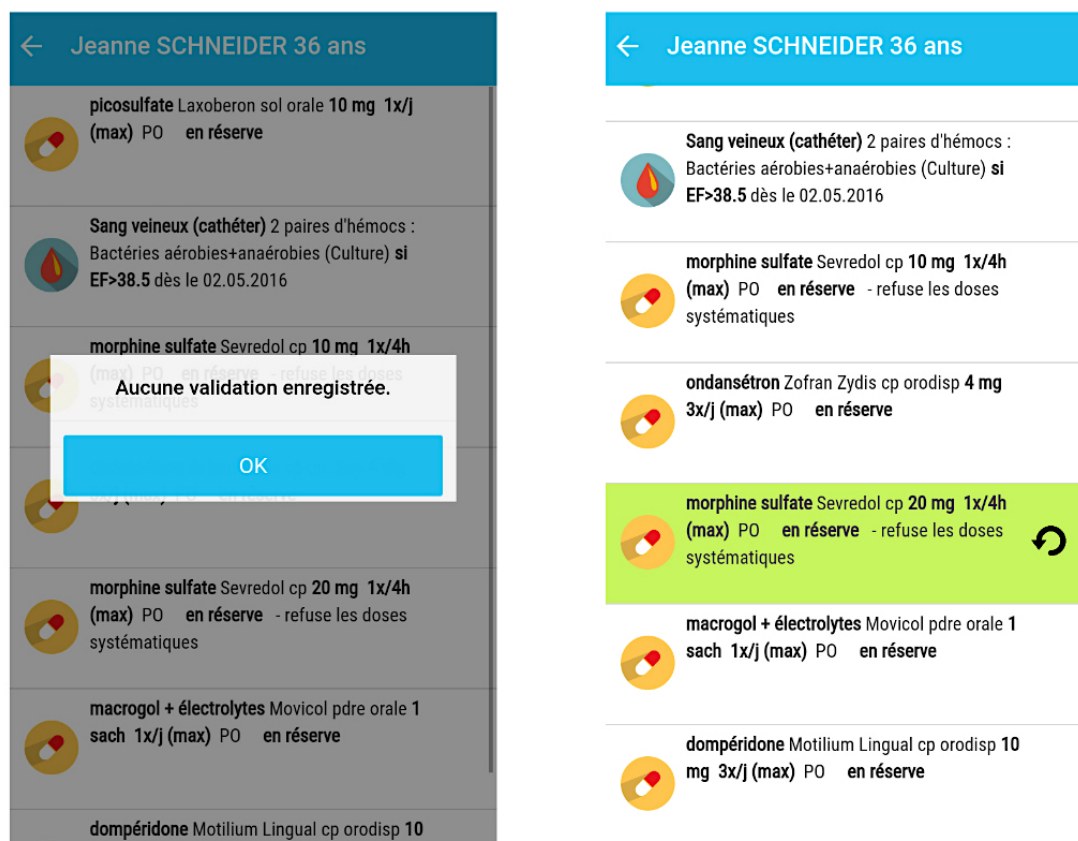 Jeanne SCHNEIDER 36 ans
picosulfate Laxoberon sol orale 10 mg 1x/j
(max) PO en réserve
Sang veineux (cathéter) 2 paires d'hémocs :
Bactéries aérobies+anaérobies (Culture) si
EF>38.5 dès le 02.05.2016
morphine sulfate Sevredol cp 10 mg 1x/4h
(max) PO en réserve - refuse les doses
systématiques
Aucune validation enregistrée.
OK
morphine sulfate Sevredol cp 20 mg 1x/4h
(max) PO en réserve - refuse les doses
systématiques
macrogol + électrolytes Movicol pdre orale 1
sach 1x/j (max) PO en réserve
dompéridone Motilium Lingual cp orodisp 10
Jeanne SCHNEIDER 36 ans
Sang veineux (cathéter) 2 paires d'hémocs :
Bactéries aérobies+anaérobies (Culture) si
EF>38.5 dès le 02.05.2016
morphine sulfate Sevredol cp 10 mg 1x/4h
(max) PO en réserve - refuse les doses
systématiques
ondansétron Zofran Zydis cp orodisp 4 mg
3x/j (max) PO en réserve
morphine sulfate Sevredol cp 20 mg 1x/4h
(max) PO en réserve - refuse les doses
systématiques
macrogol + électrolytes Movicol pdre orale 1
sach 1x/j (max) PO en réserve
dompéridone Motilium Lingual cp orodisp 10
mg 3x/j (max) PO en réserve